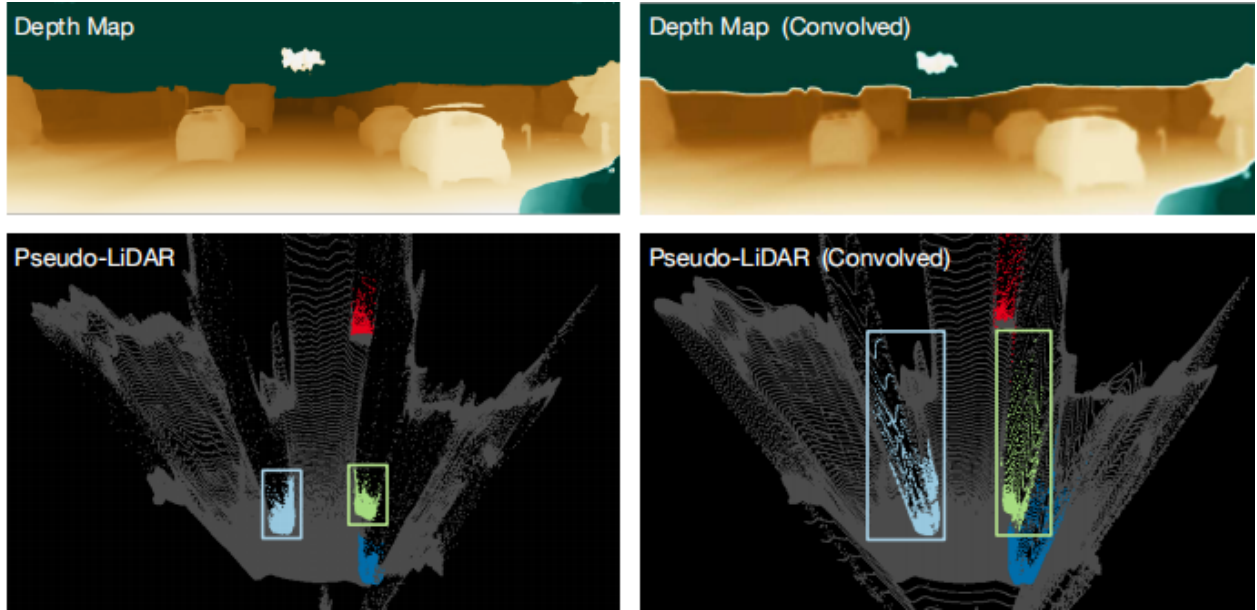 Depth Map
Depth Map (Convolved)
Pseudo-LiDAR
Pseudo-LiDAR (Convolved)